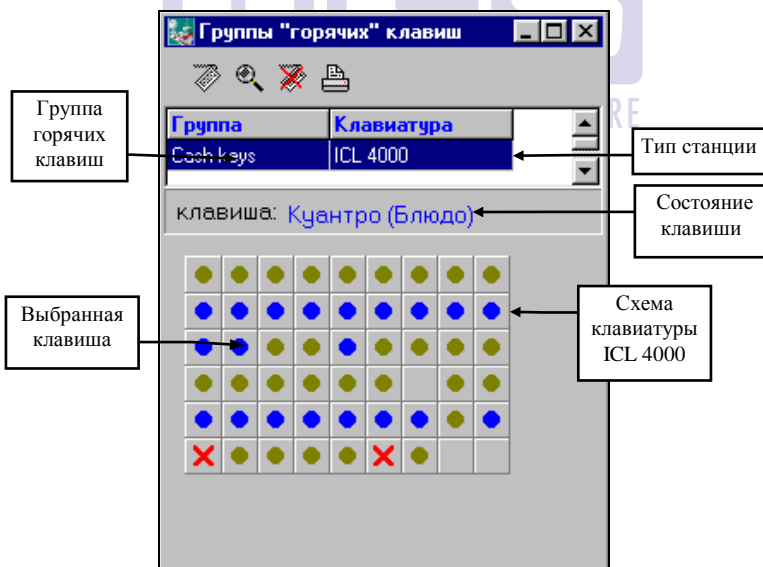 Группы "горячих" клавиш
RE
Группа
горячих
клавиш
Группа Клавиатура
Cash keys ICL 4000
Тип станции
клавиша: Куантро (Блюдо)
Состояние
клавиши
Выбранная
клавиша
Схема
клавиатуры
ICL 4000